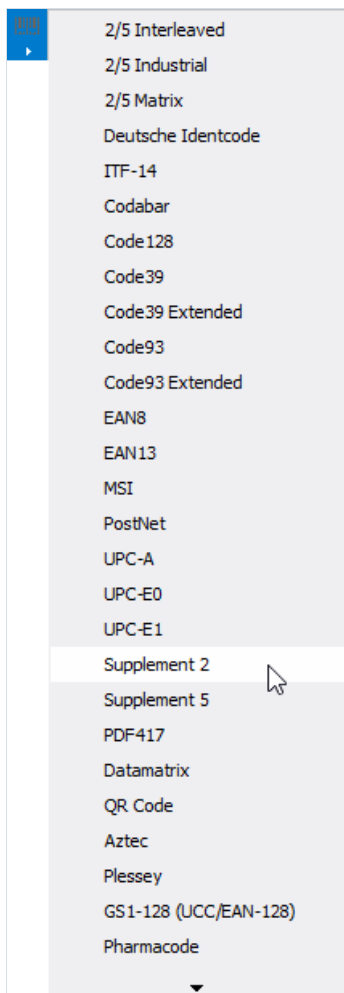 2/5 Interleaved
2/5 Industrial
2/5 Matrix
Deutsche Identcode
ITF-14
Codabar
Code128
Code39
Code39 Extended
Code93
Code93 Extended
EAN8
EAN13
MSI
PostNet
UPC-A
UPC-E0
UPC-E1
Supplement 2
Supplement 5
PDF417
Datamatrix
QR Code
Aztec
Plessey
GS1-128 (UCC/EAN-128)
Pharmacode